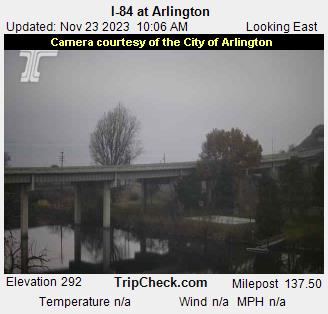 I-84 at Arlington
Updated: Nov 23 2023 10:06 AM Looking East
Camera courtesy of the City of Arlington
Elevation 292 TripCheck.com Milepost 137.50
Temperature n/a Wind n/a MPH n/a